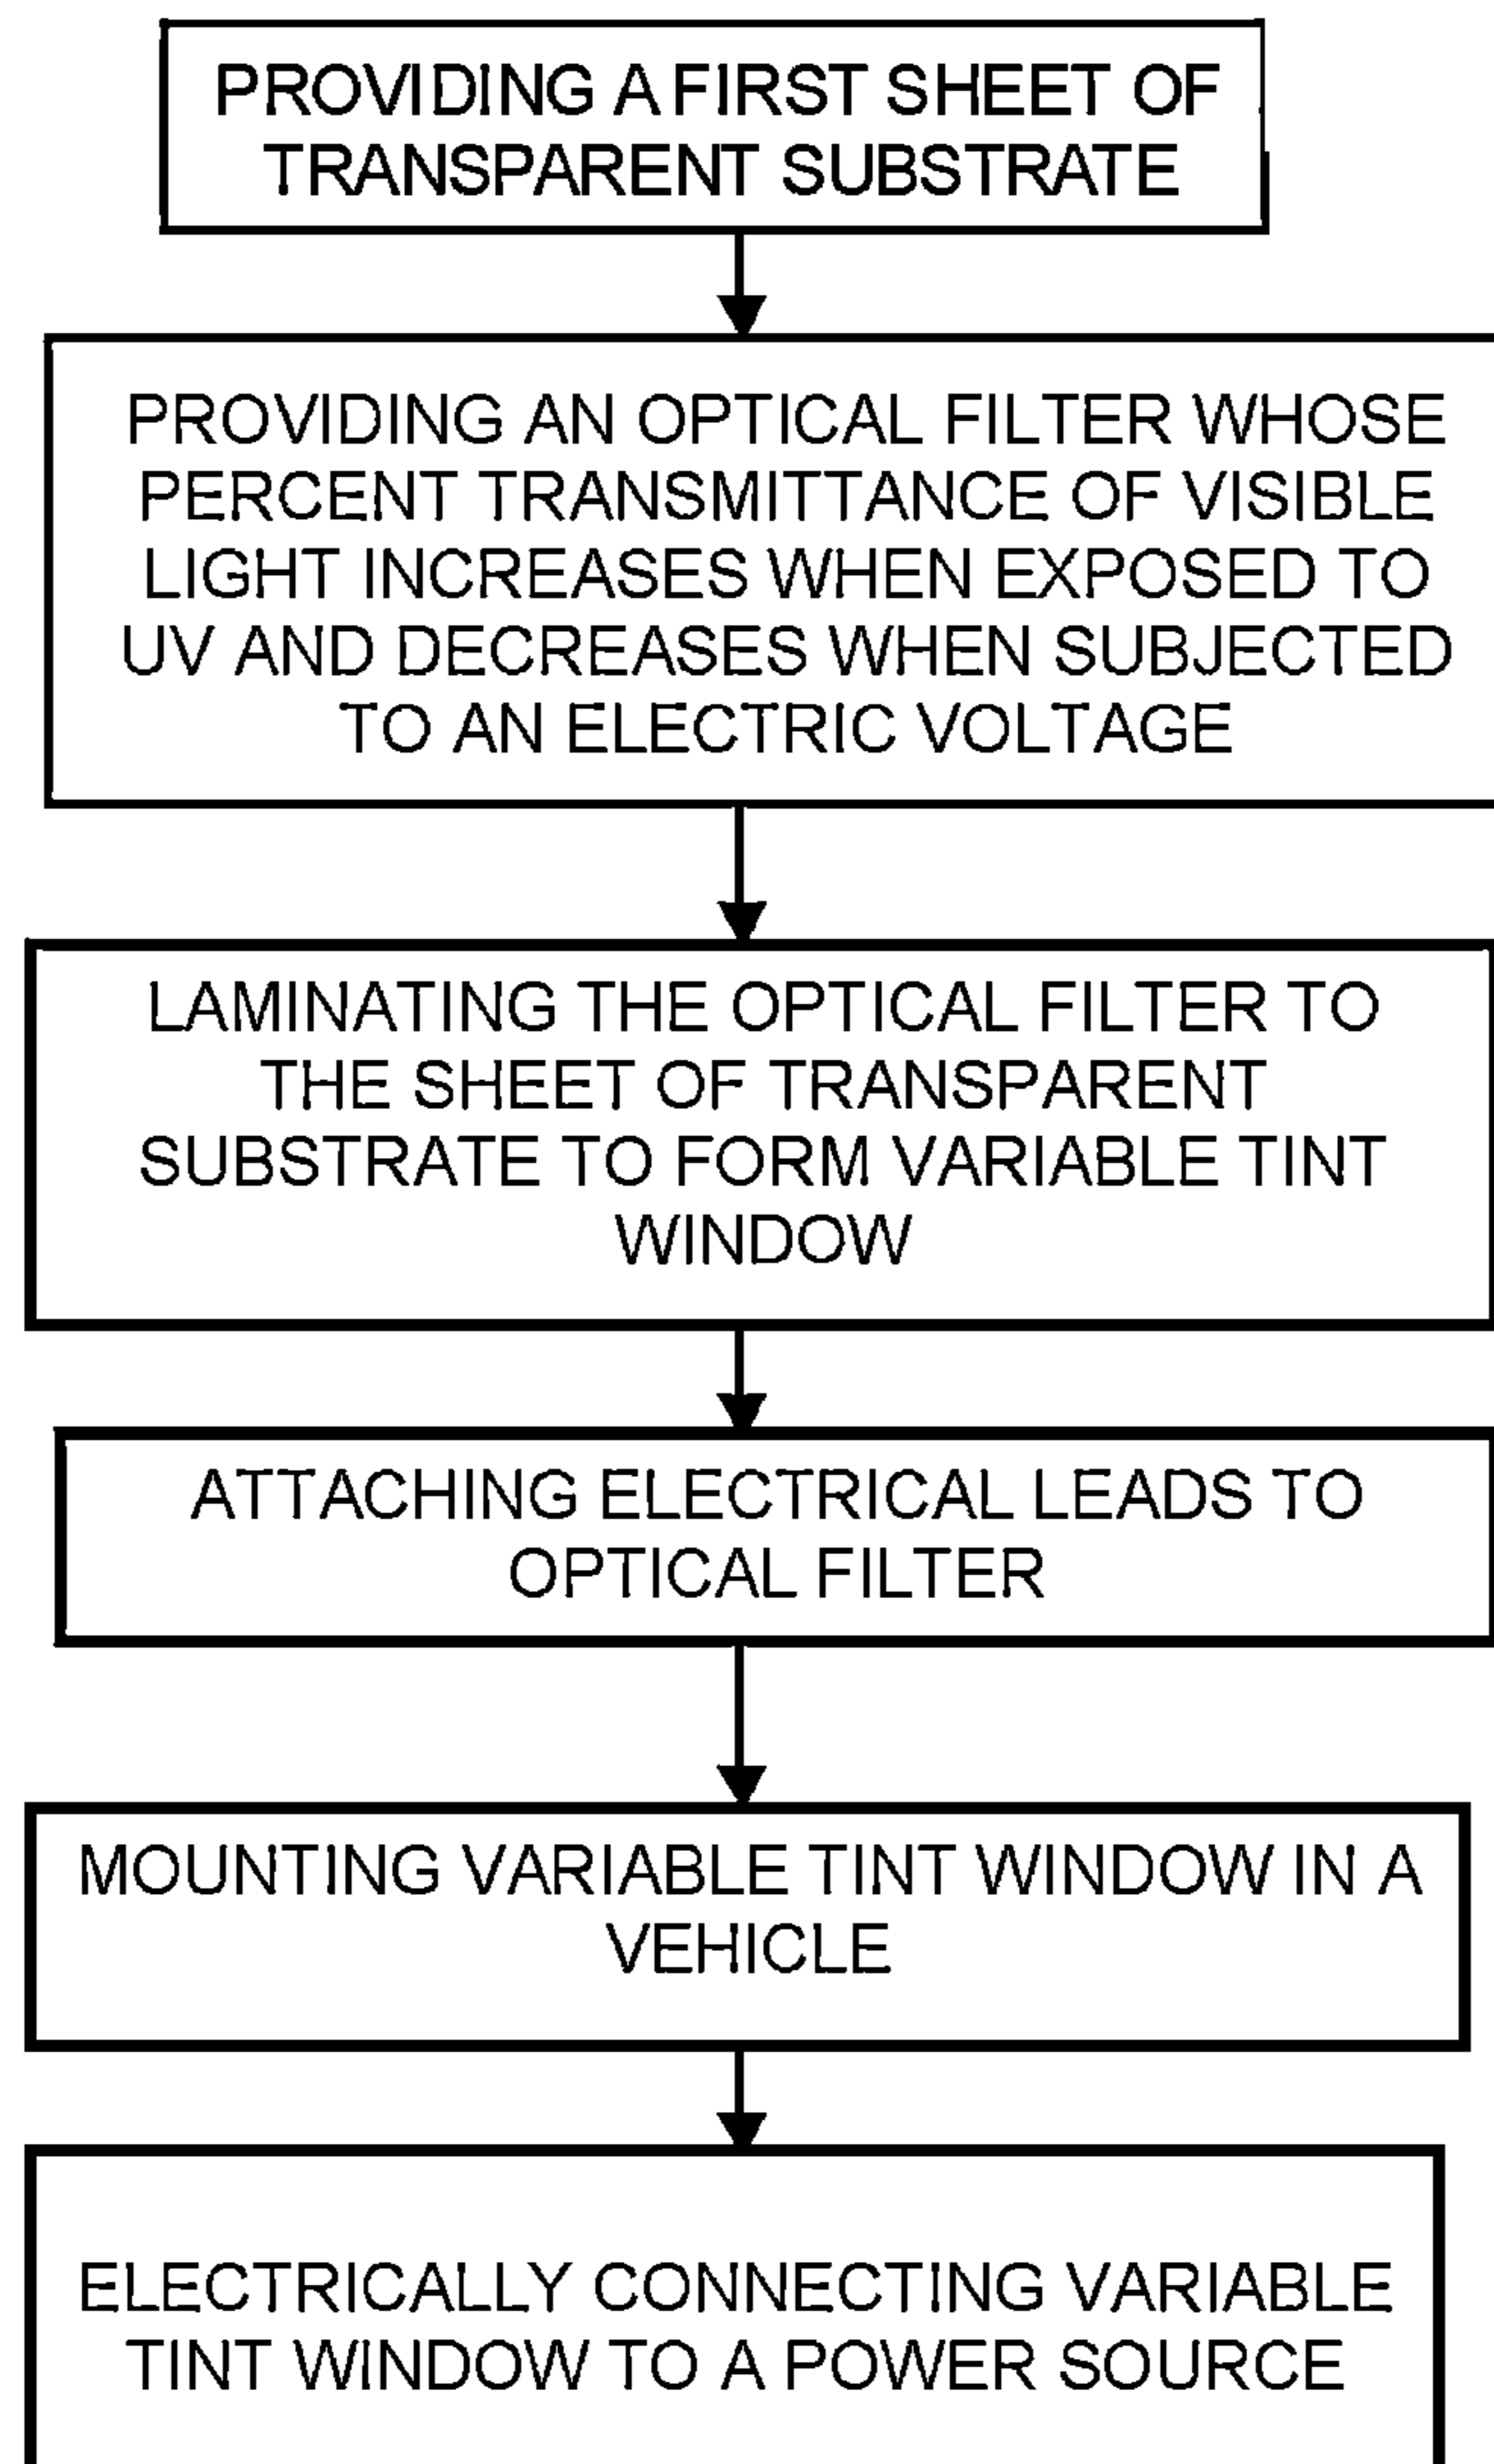 PROVIDING A FIRST SHEET OF
TRANSPARENT SUBSTRATE
PROVIDING AN OPTICAL FILTER WHOSE
PERCENT TRANSMITTANCE OF VISIBLE
LIGHT INCREASES WHEN EXPOSED TO
UV AND DECREASES WHEN SUBJECTED
TO AN ELECTRIC VOLTAGE
LAMINATING THE OPTICAL FILTER TO
THE SHEET OF TRANSPARENT
SUBSTRATE TO FORM VARIABLE TINT
WINDOW
ATTACHING ELECTRICAL LEADS TO
OPTICAL FILTER
MOUNTING VARIABLE TINT WINDOW IN A
VEHICLE
ELECTRICALLY CONNECTING VARIABLE
TINT WINDOW TO A POWER SOURCE